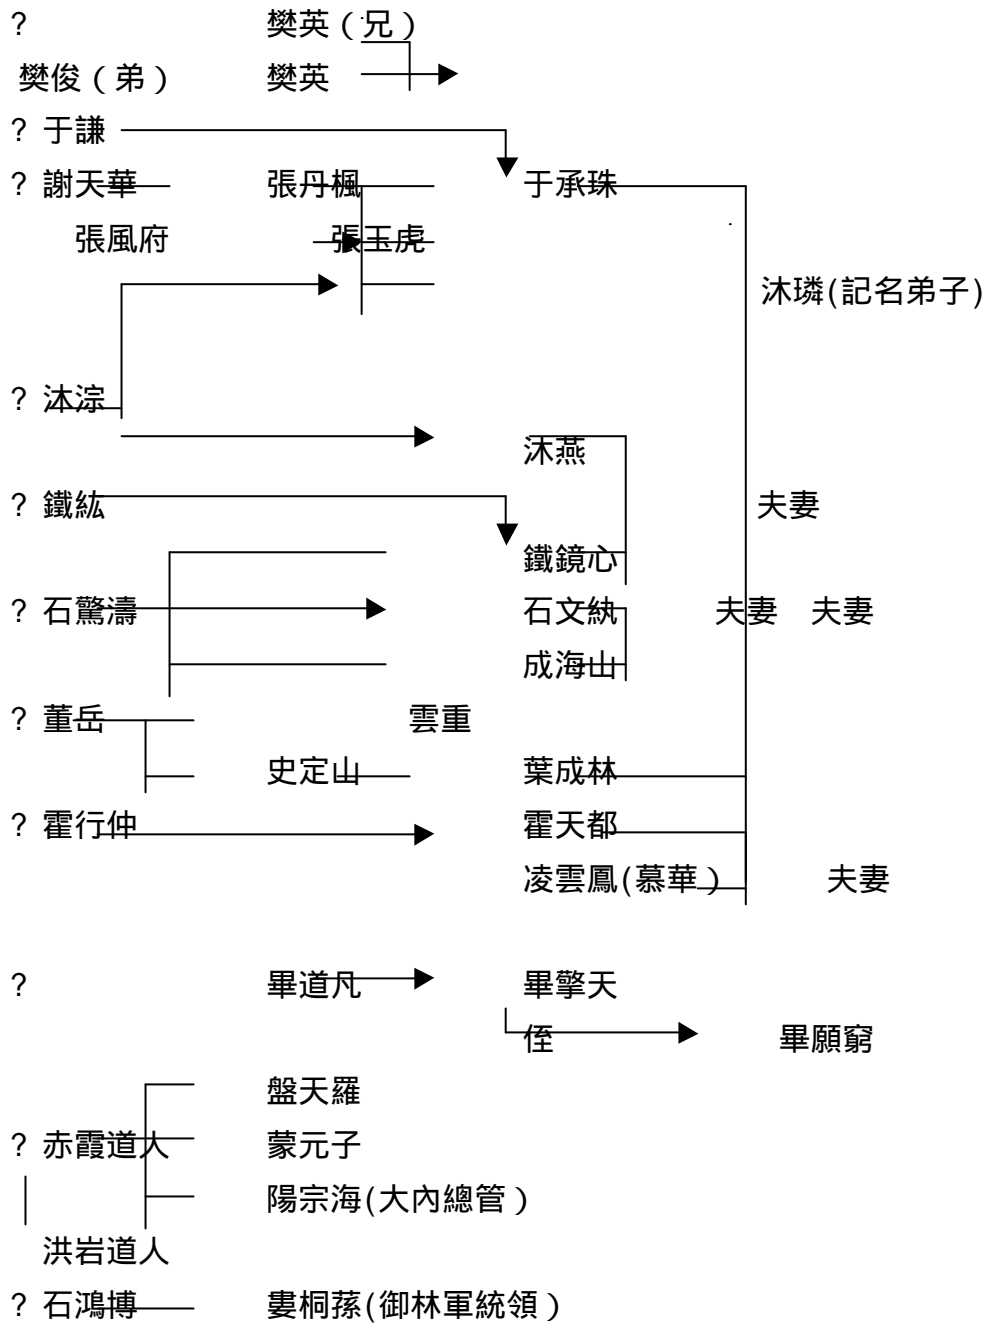 ? 樊英（兄）
樊俊（弟） 樊英
? 于謙
? 謝天華 張丹楓 于承珠
張風府 張玉虎
沐璘(記名弟子)
? 沐淙
沐燕
? 鐵紘 夫妻
鐵鏡心
? 石驚濤 石文紈 夫妻 夫妻
成海山
? 董岳 雲重
史定山 葉成林
? 霍行仲 霍天都
凌雲鳳(慕華） 夫妻
? 畢道凡 畢擎天
侄 畢願窮
盤天羅
? 赤霞道人 蒙元子
陽宗海(大內總管）
洪岩道人
? 石鴻博 婁桐蓀(御林軍統領）